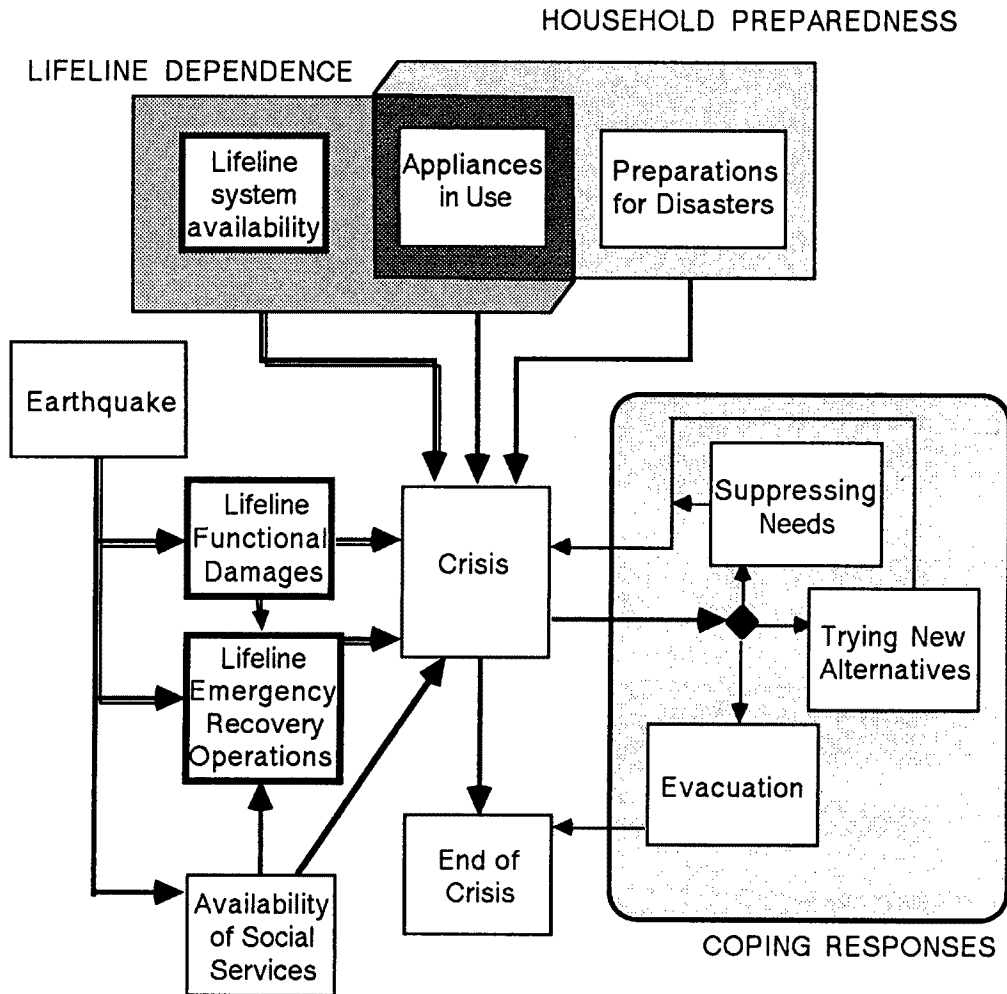 HOUSEHOLD PREPAREDNESS
LIFELINE DEPENDENCE
Lifeline
system
availability
Appliances
in Use
Preparations
for Disasters
Earthquake
Lifeline
Functional
Damages
Crisis
Suppressing
Needs
Trying New
Alternatives
Lifeline
Emergency
Recovery
Operations
Evacuation
End of
Crisis
Availability
of Social
Services
COPING RESPONSES